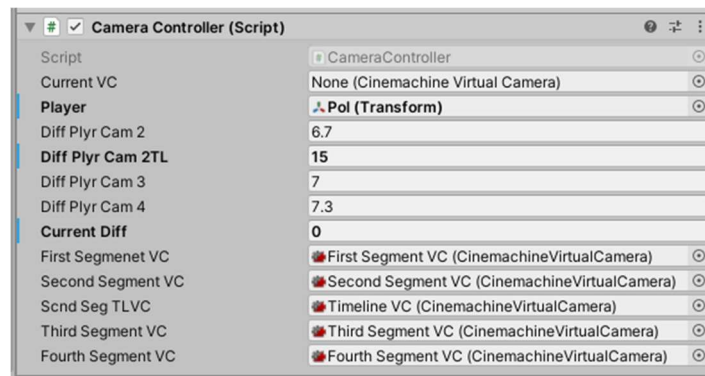 Camera Controller (Script)
Script CameraController
Current VC None (Cinemachine Virtual Camera)
Player Pol (Transform)
Diff Plyr Cam 2 6.7
Diff Plyr Cam 2TL 15
Diff Plyr Cam 3 7
Diff Plyr Cam 4 7.3
Current Diff 0
First Segmenet VC First Segment VC (CinemachineVirtualCamera)
Second Segment VC Second Segment VC (CinemachineVirtualCamera)
Scnd Seg TLVC Timeline VC (CinemachineVirtualCamera)
Third Segment VC Third Segment VC (CinemachineVirtualCamera)
Fourth Segment VC Fourth Segment VC (CinemachineVirtualCamera)